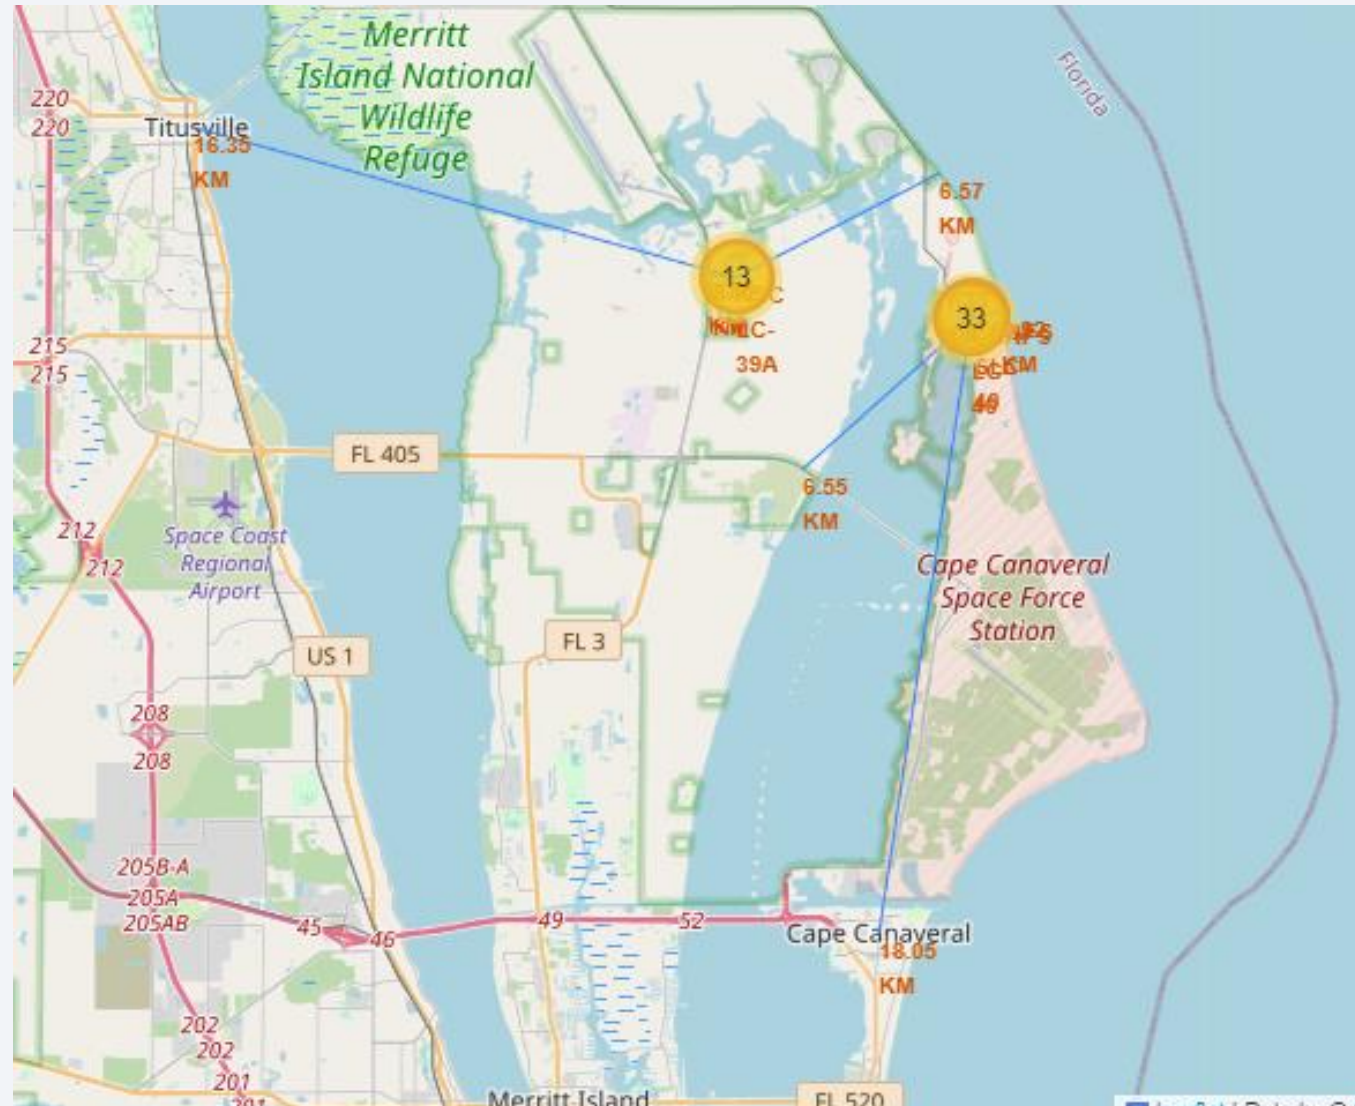 Merritt
Island National
Wildlife
Refuge
Florida
220
220
Titusville
16.35
KM
6.57
KM
13
33
LC-
39A
KM
215
215
FL 405
6.55
KM
212
212
Space Coast
Regional
Airport
Cape Canaveral
Space Force
Station
US 1
FL 3
208
208
205B-A
205A
205AB
45
46
49
52
Cape Canaveral
18.05
KM
202
202
201
Merritt Island
FL 520